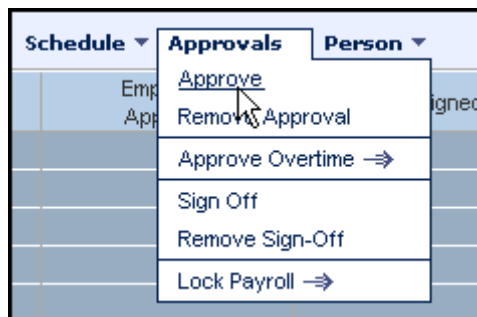 Schedule Approvals Person
Approve
Remove Approval
Approve Overtime
Sign Off
Remove Sign-Off
Lock Payroll